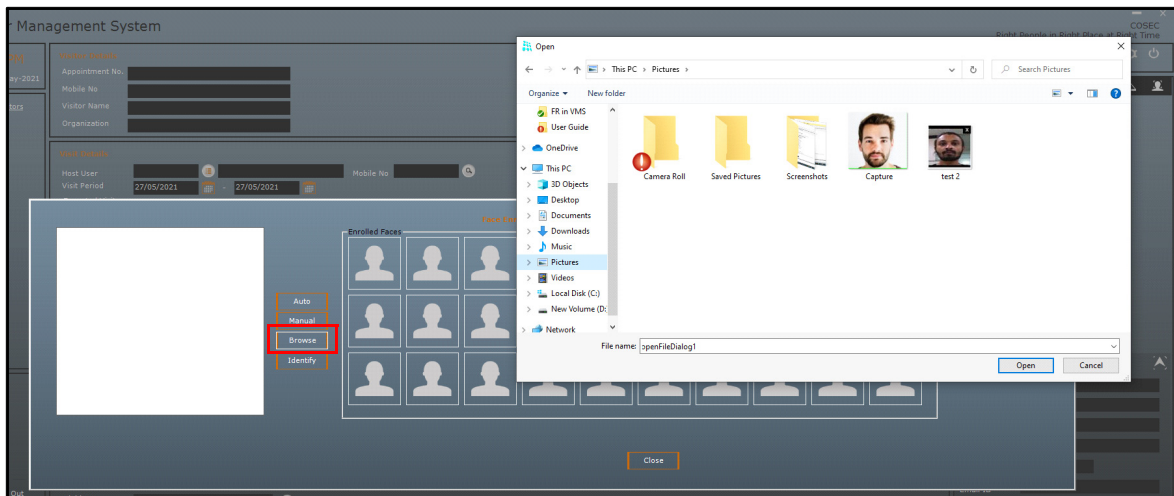 r Management System
COSEC
Right People in Right Place at Right Time
ay-2021
tors
Appointment No.
Mobile No
Visitor Name
Organization
Host User
Mobile No
Visit Period
27/05/2021
-
27/05/2021
Open
This PC
Pictures
Search Pictures
Organize
New folder
FR in VMS
User Guide
OneDrive
This PC
3D Objects
Desktop
Documents
Downloads
Music
Pictures
Videos
Local Disk (C:)
New Volume (D:
Network
Camera Roll
Saved Pictures
Screenshots
Capture
test 2
File name:
openFileDialog1
Open
Cancel
Enrolled Faces
Auto
Manual
Browse
Identify
Close
Out